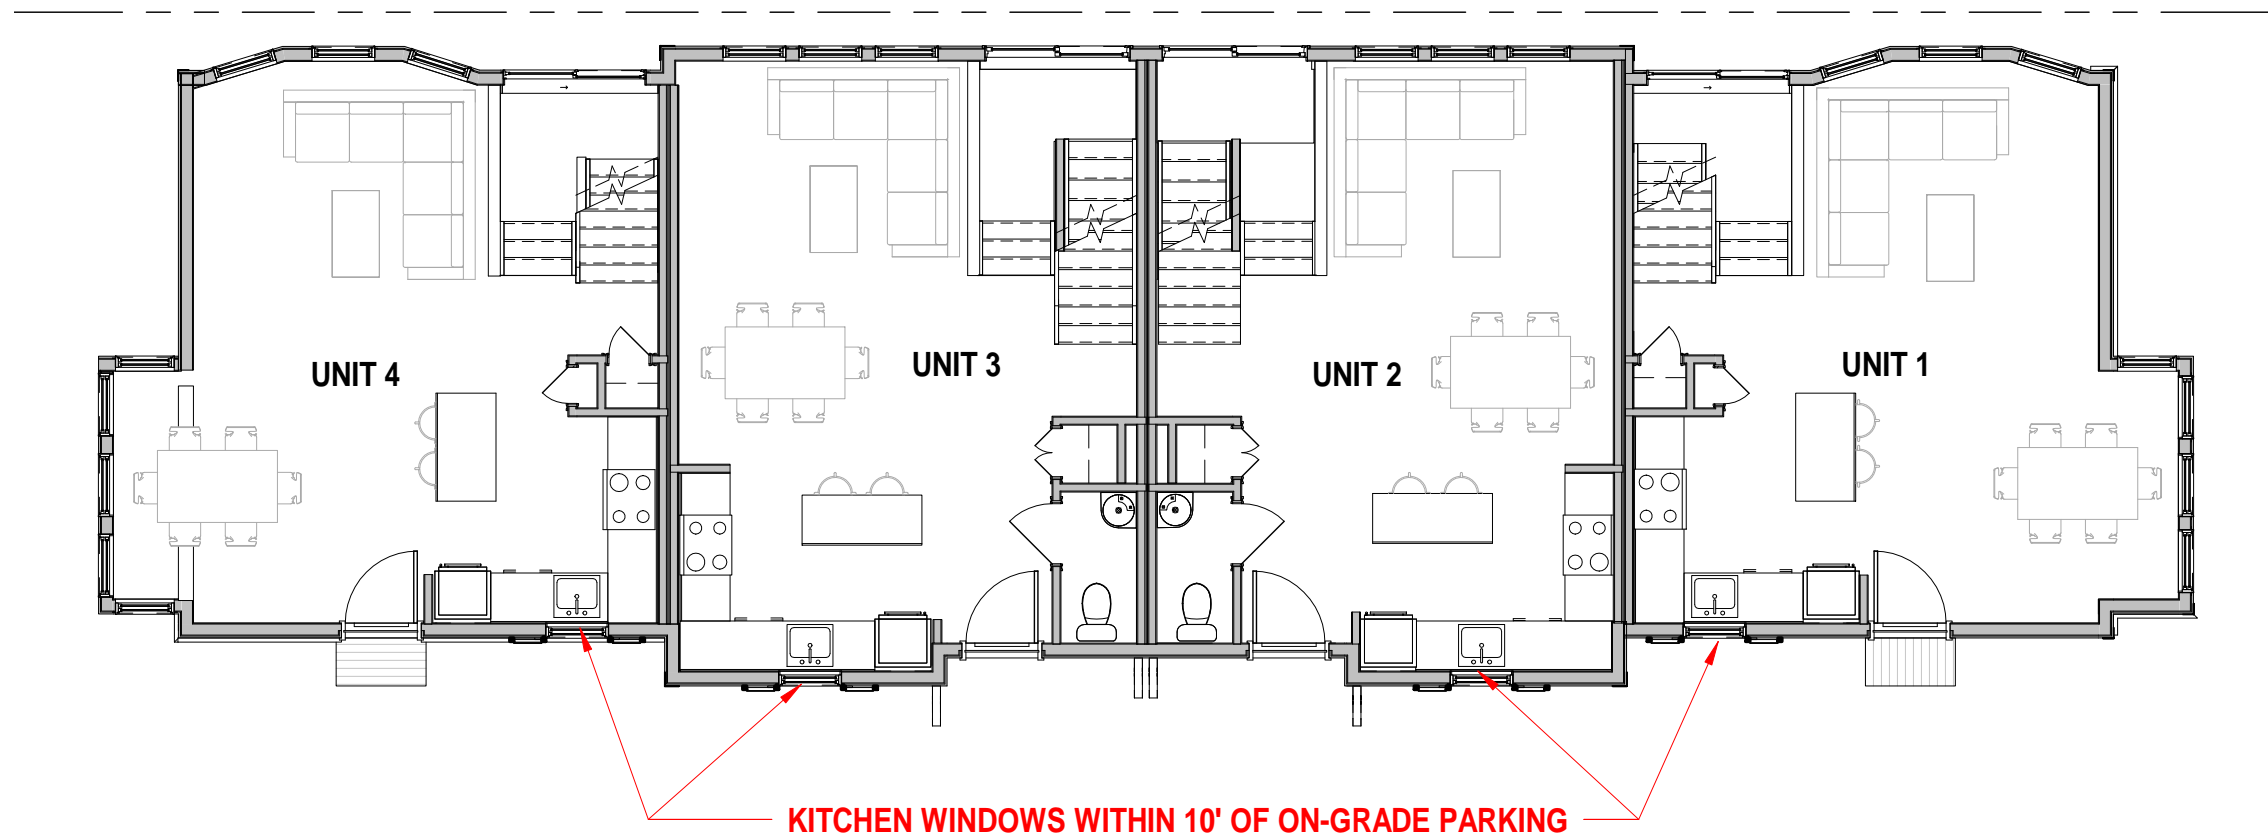 UNIT 4
UNIT 3
UNIT 2
UNIT 1
KITCHEN WINDOWS WITHIN 10' OF ON-GRADE PARKING